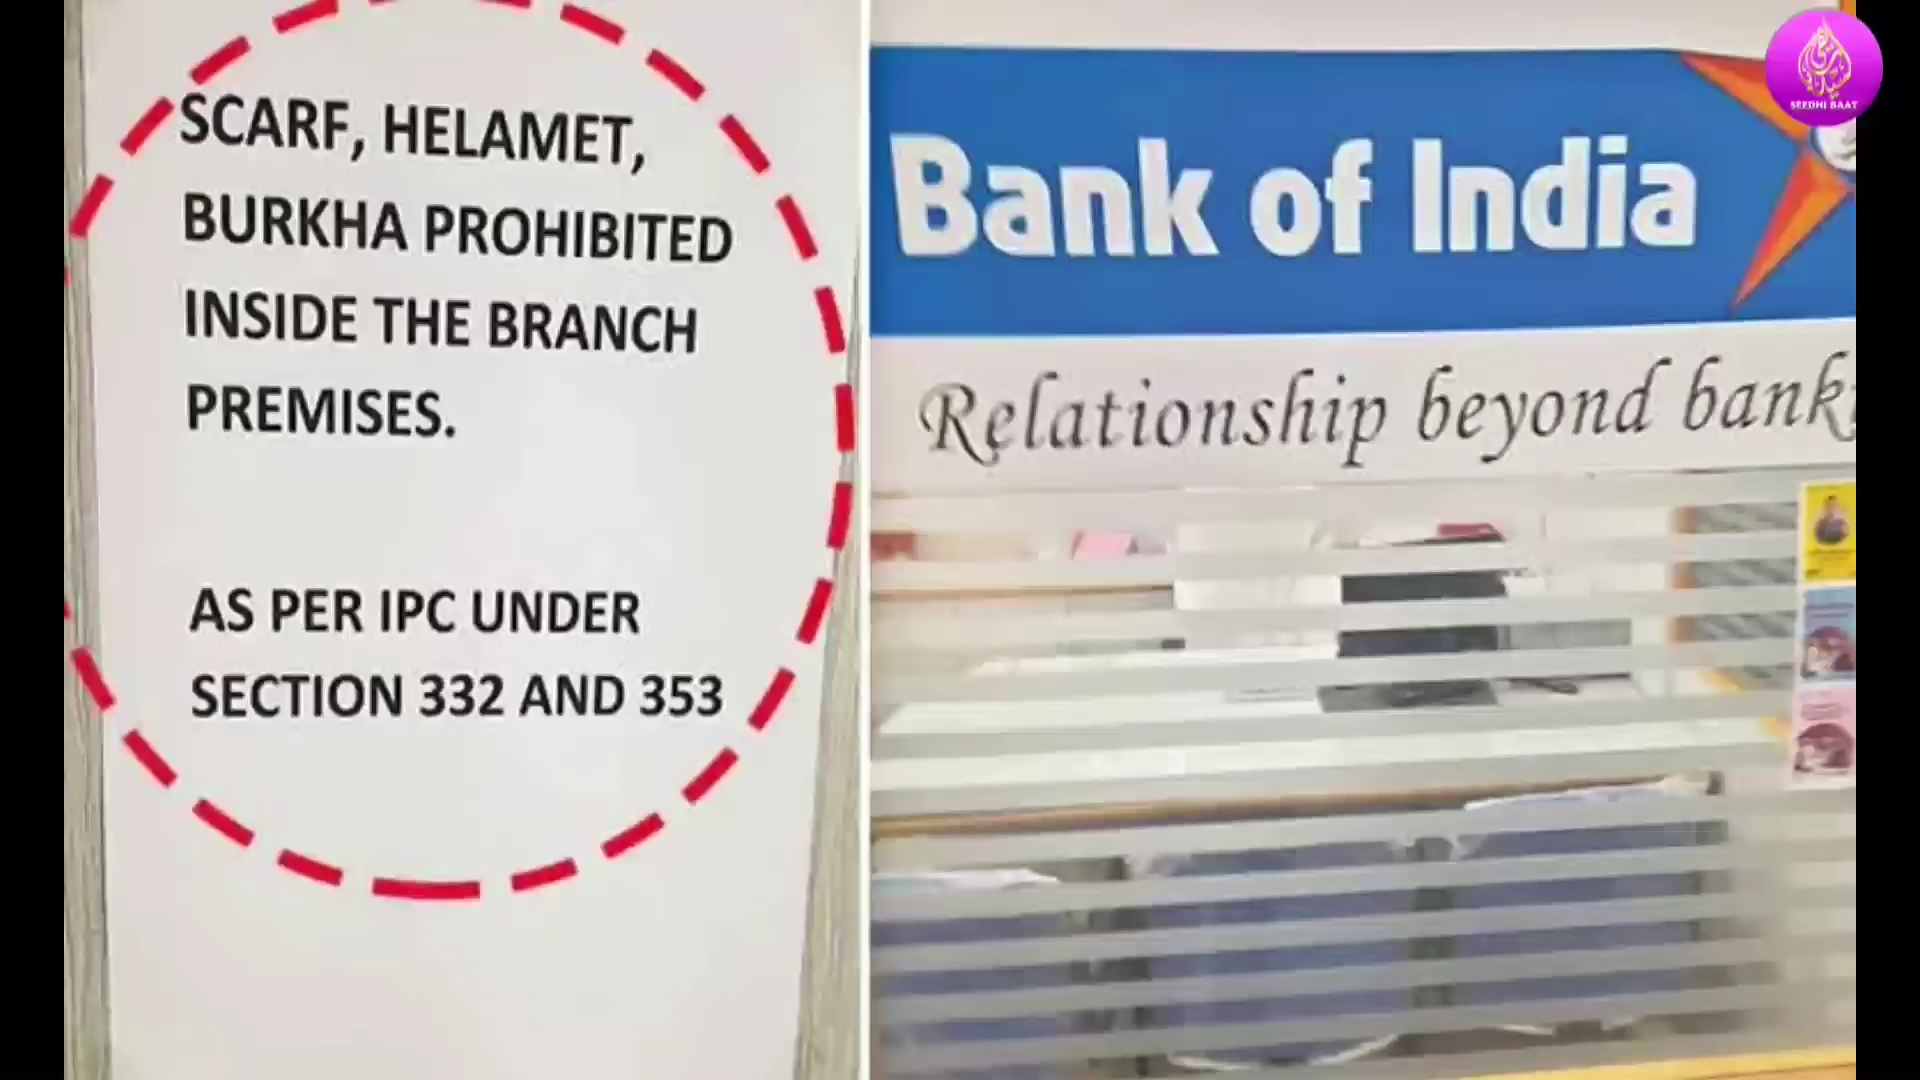 SCARF, HELAMET,
BURKHA PROHIBITED
INSIDE THE BRANCH
PREMISES.
AS PER IPC UNDER
SECTION 332 AND 353
Bank of India
Relationship beyond bank
SEEDHI BAAT